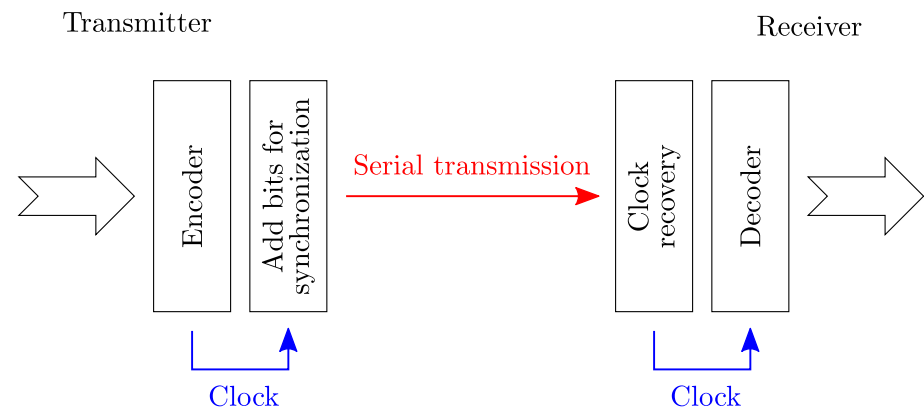 Transmitter
Receiver
Encoder
Add bits for
synchronization
Serial transmission
Clock
recovery
Decoder
Clock
Clock